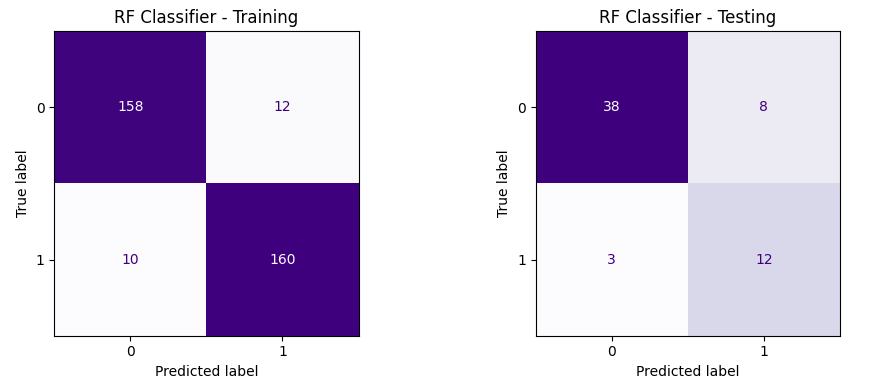 RF Classifier - Training
True label
0
158
12
1
10
160
0
1
Predicted label
RF Classifier - Testing
True label
0
38
8
1
3
12
0
1
Predicted label